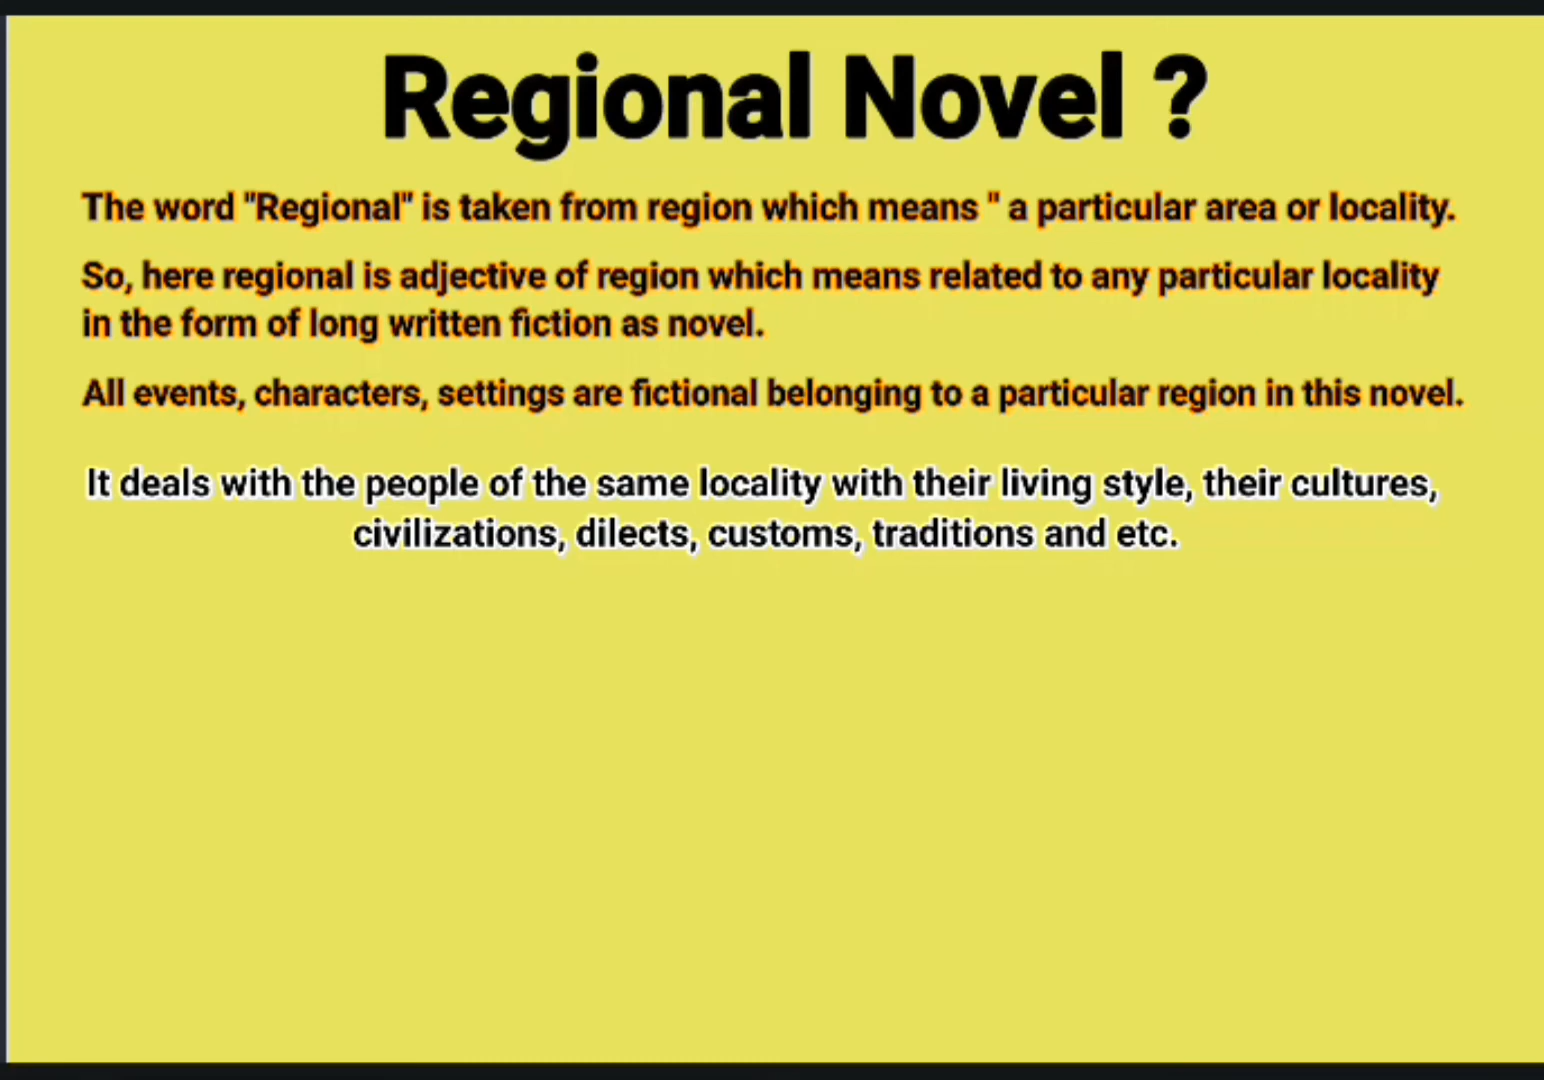 Regional Novel ?
The word "Regional" is taken from region which means " a particular area or locality.
So, here regional is adjective of region which means related to any particular locality
in the form of long written fiction as novel.
All events, characters, settings are fictional belonging to a particular region in this novel.
It deals with the people of the same locality with their living style, their cultures,
civilizations, dilects, customs, traditions and etc.